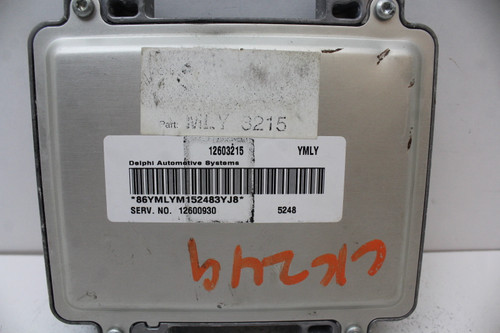 Part: MLY 3215
12603215 YMLY
Delphi Automotive Systems
"86YMLYM152483YJ8"
SERV. NO. 12600930 5248
CK249